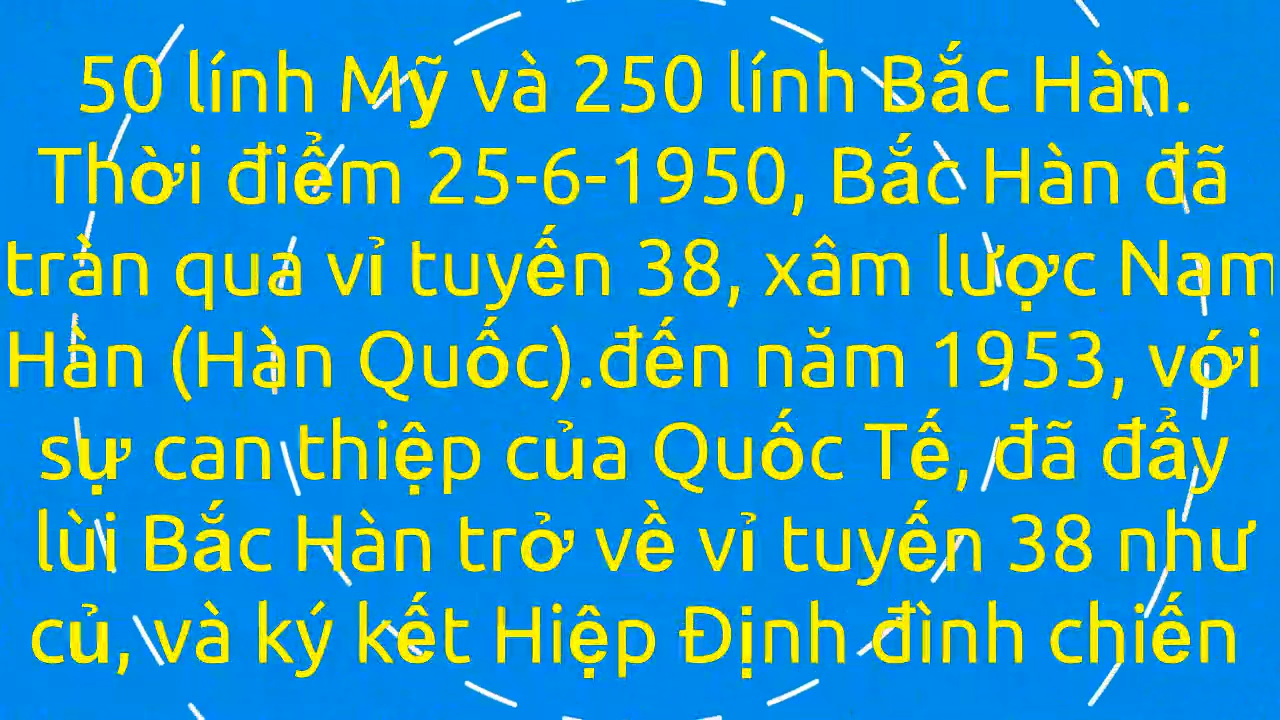 50 lính Mỹ và 250 lính Bắc Hàn.
Thời điểm 25-6-1950, Bắc Hàn đã
tràn qua vỉ tuyến 38, xâm lược Nam
Hàn (Hàn Quốc).đến năm 1953, với
sự can thiệp của Quốc Tế, đã đẩy
lùi Bắc Hàn trở về vỉ tuyến 38 như
củ, và ký kết Hiệp Định đình chiến